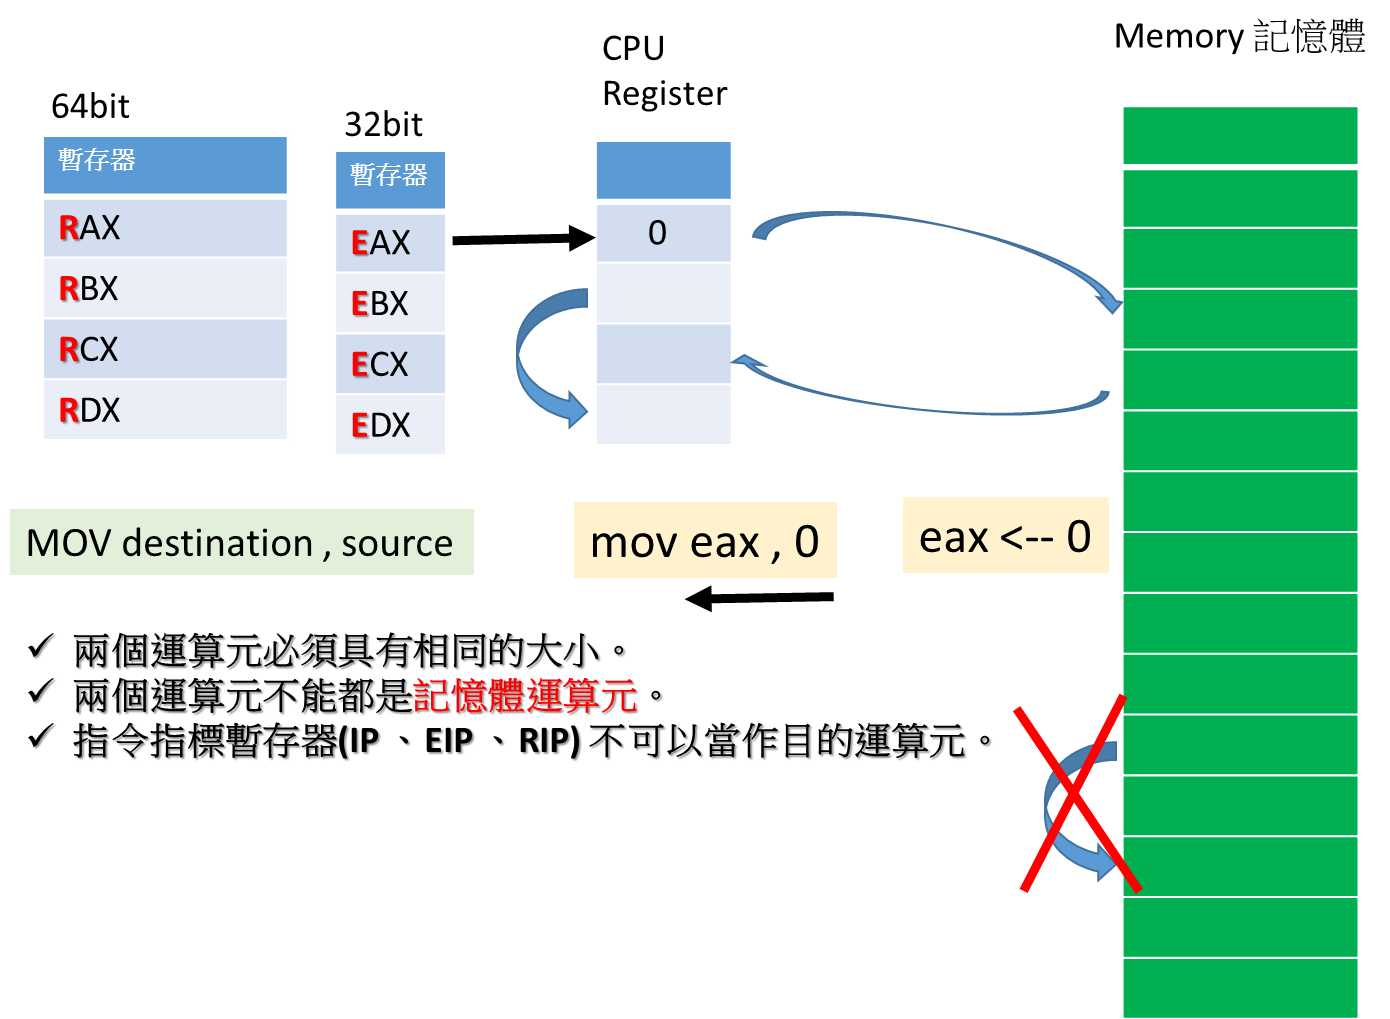 Memory 記憶體
CPU
Register
64bit
32bit
暫存器
RAX
RBX
RCX
RDX
暫存器
EAX
EBX
ECX
EDX
0
MOV destination , source
mov eax , 0
eax <-- 0
✓ 兩個運算元必須具有相同的大小。
✓ 兩個運算元不能都是記憶體運算元。
✓ 指令指標暫存器(IP 、EIP 、RIP) 不可以當作目的運算元。